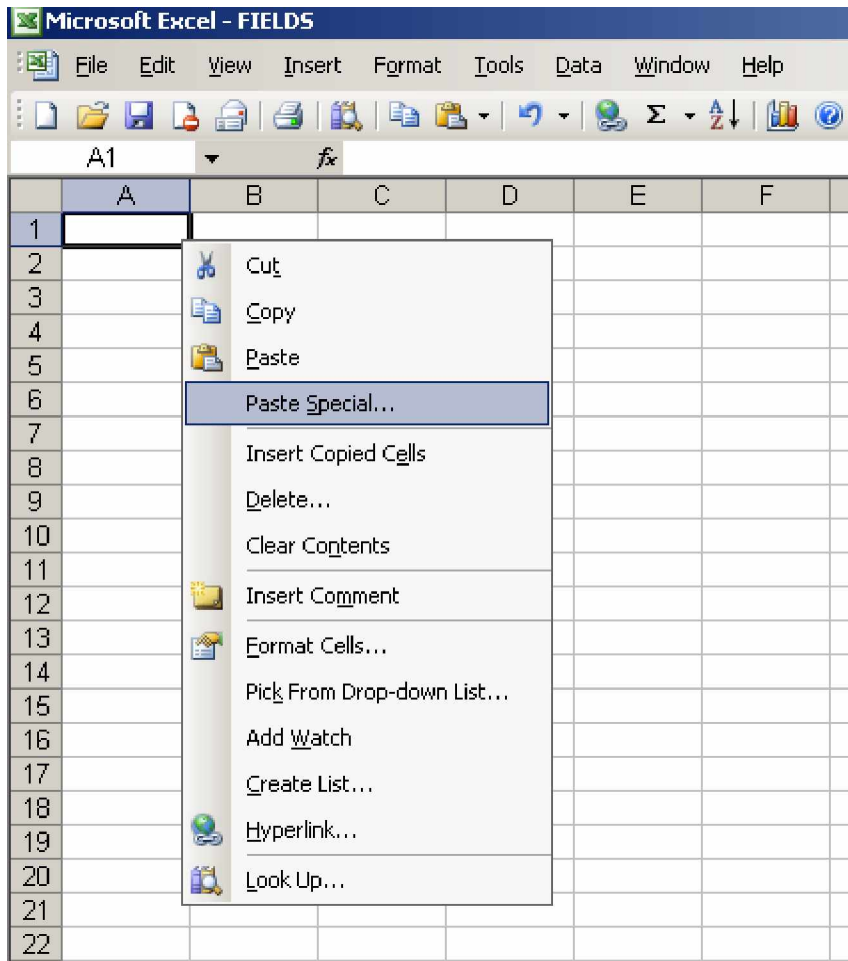 Microsoft Excel - FIELDS
File Edit View Insert Format Tools Data Window Help
Σ A Z ?
A1 fx
A B C D E F
1
2
Cut
3
Copy
4
5
Paste
6
Paste Special...
7
8
Insert Copied Cells
9
Delete...
10
Clear Contents
11
12
Insert Comment
13
Format Cells...
14
15
Pick From Drop-down List...
16
Add Watch
17
Create List...
18
19
Hyperlink...
20
Look Up...
21
22